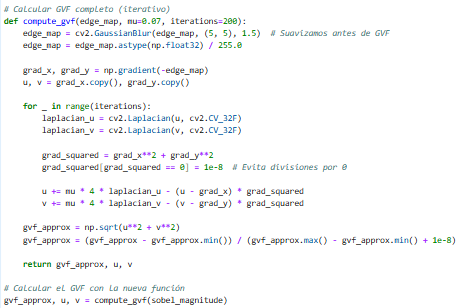 # Calcular GVF completo (iterativo)
def compute_gvf(edge_map, mu=0.07, iterations=200):
    edge_map = cv2.GaussianBlur(edge_map, (5, 5), 1.5)  # Suavizamos antes de GVF
    edge_map = edge_map.astype(np.float32) / 255.0

    grad_x, grad_y = np.gradient(-edge_map)
    u, v = grad_x.copy(), grad_y.copy()

    for _ in range(iterations):
        laplacian_u = cv2.Laplacian(u, cv2.CV_32F)
        laplacian_v = cv2.Laplacian(v, cv2.CV_32F)

        grad_squared = grad_x**2 + grad_y**2
        grad_squared[grad_squared == 0] = 1e-8  # Evita divisiones por 0

        u += mu * 4 * laplacian_u - (u - grad_x) * grad_squared
        v += mu * 4 * laplacian_v - (v - grad_y) * grad_squared

    gvf_approx = np.sqrt(u**2 + v**2)
    gvf_approx = (gvf_approx - gvf_approx.min()) / (gvf_approx.max() - gvf_approx.min() + 1e-8)

    return gvf_approx, u, v

# Calcular el GVF con la nueva función
gvf_approx, u, v = compute_gvf(sobel_magnitude)